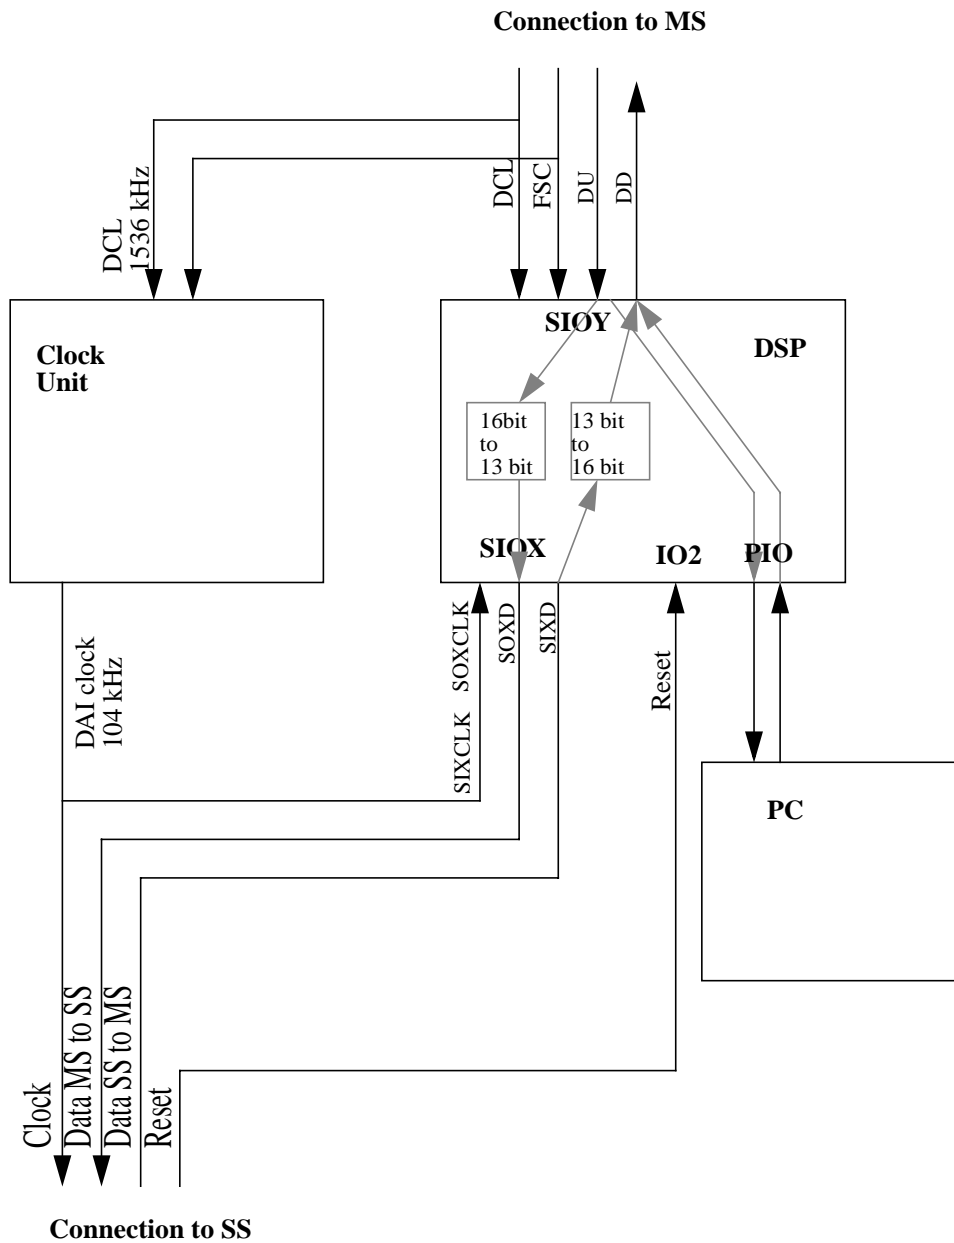 Connection to MS
DCL
1536 kHz
DCL
FSC
DU
DD
SIOY
DSP
Clock
Unit
16bit
to
13 bit
13 bit
to
16 bit
SIOX
IO2
PIO
DAI clock
104 kHz
SIXCLK SOXCLK
SOXD
SIXD
Reset
PC
Clock
Data MS to SS
Data SS to MS
Reset
Connection to SS